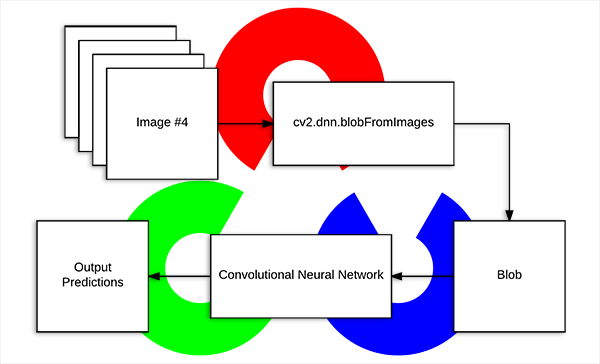 Image #4
cv2.dnn.blobFromImages
Output
Predictions
Convolutional Neural Network
Blob